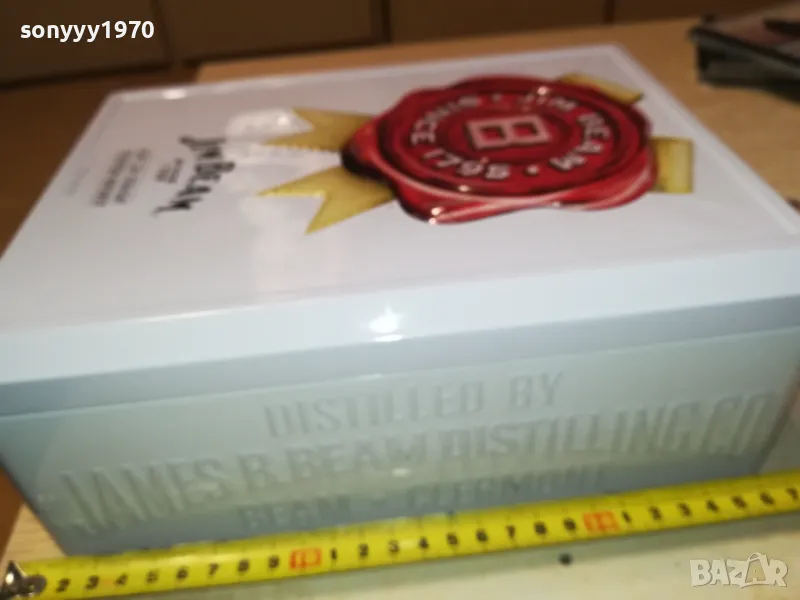 sonyyy1970
JIM BEAM
SINCE 1795
B
JIM BEAM
DISTILLED BY
JAMES B. BEAM DISTILLING CO
BEAM - CLERMONT
2 3 4 5 6 7 8 9 1 2 3 4 5 6 7 8 9 1 2 3 4 5 6 7
BAZAR